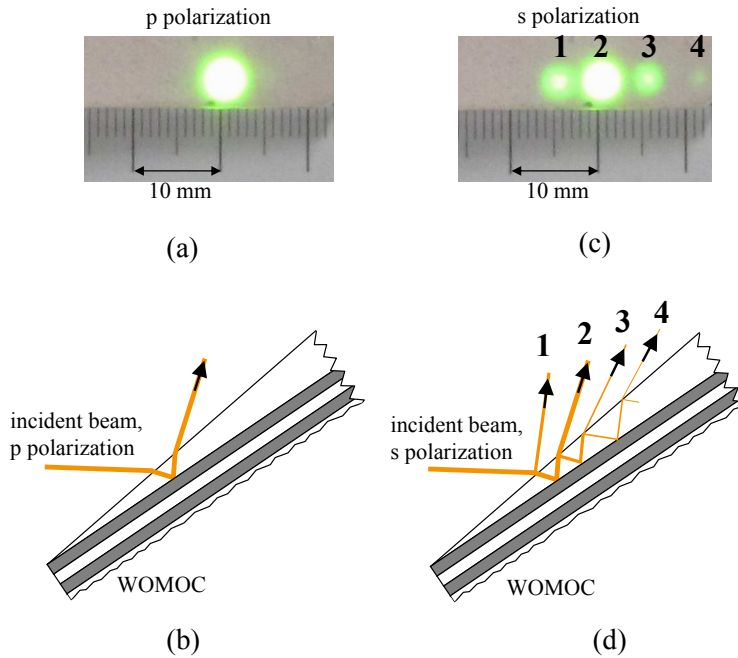 p polarization
10 mm
(a)
s polarization
1 2 3 4
10 mm
(c)
incident beam,
p polarization
WOMOC
(b)
1 2 3 4
incident beam,
s polarization
WOMOC
(d)